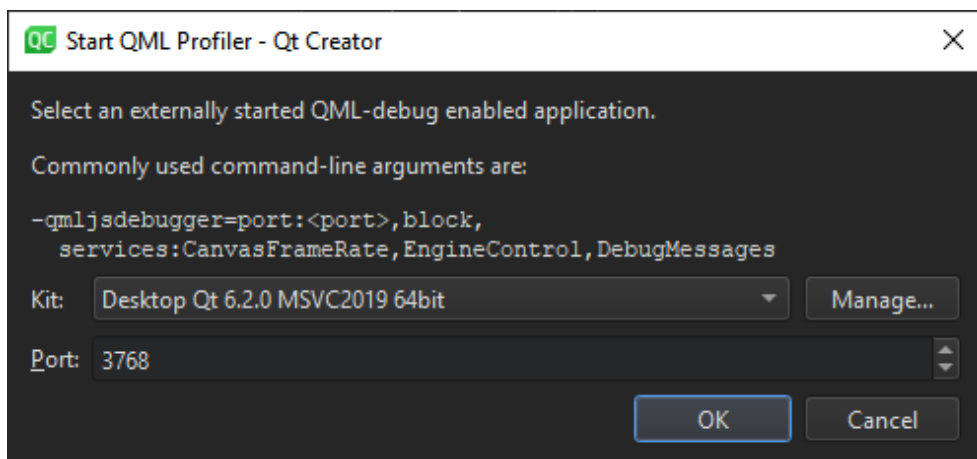 QC Start QML Profiler - Qt Creator
Select an externally started QML-debug enabled application.
Commonly used command-line arguments are:
-qmljsdebugger=port:<port>,block,
services:CanvasFrameRate,EngineControl,DebugMessages
Kit: Desktop Qt 6.2.0 MSVC2019 64bit Manage...
Port: 3768
OK Cancel